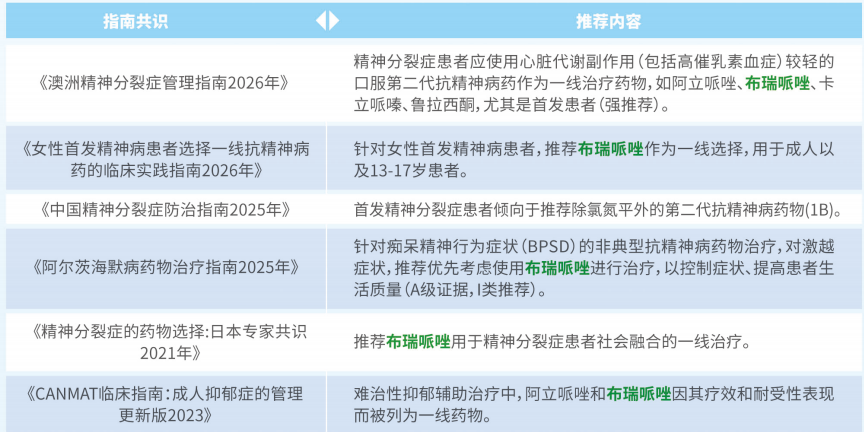 指南共识
推荐内容
《澳洲精神分裂症管理指南2026年》
精神分裂症患者应使用心脏代谢副作用(包括高催乳素血症)较轻的
口服第二代抗精神病药作为一线治疗药物,如阿立哌唑、布瑞哌唑、卡
立哌嗪、鲁拉西酮,尤其是首发患者(强推荐)。
《女性首发精神病患者选择一线抗精神病
药的临床实践指南2026年》
针对女性首发精神病患者,推荐布瑞哌唑作为一线选择,用于成人以
及13-17岁患者。
《中国精神分裂症防治指南2025年》
首发精神分裂症患者倾向于推荐除氯氮平外的第二代抗精神病药物(1B)。
《阿尔茨海默病药物治疗指南2025年》
针对痴呆精神行为症状(BPSD)的非典型抗精神病药物治疗,对激越
症状,推荐优先考虑使用布瑞哌唑进行治疗,以控制症状、提高患者生
活质量(A级证据,I类推荐)。
《精神分裂症的药物选择:日本专家共识
2021年》
推荐布瑞哌唑用于精神分裂症患者社会融合的一线治疗。
《CANMAT临床指南:成人抑郁症的管理
更新版2023》
难治性抑郁辅助治疗中,阿立哌唑和布瑞哌唑因其疗效和耐受性表现
而被列为一线药物。